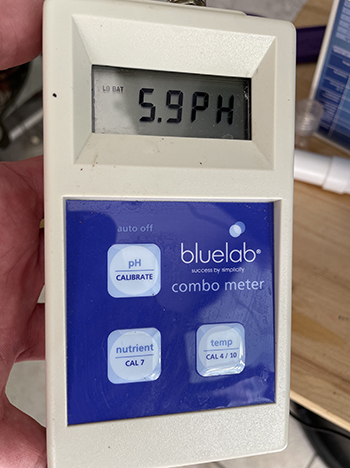 LO BAT
5.9PH
auto off
pH
CALIBRATE
bluelab®
success by simplicity
combo meter
nutrient
CAL 7
temp
CAL 4 / 10